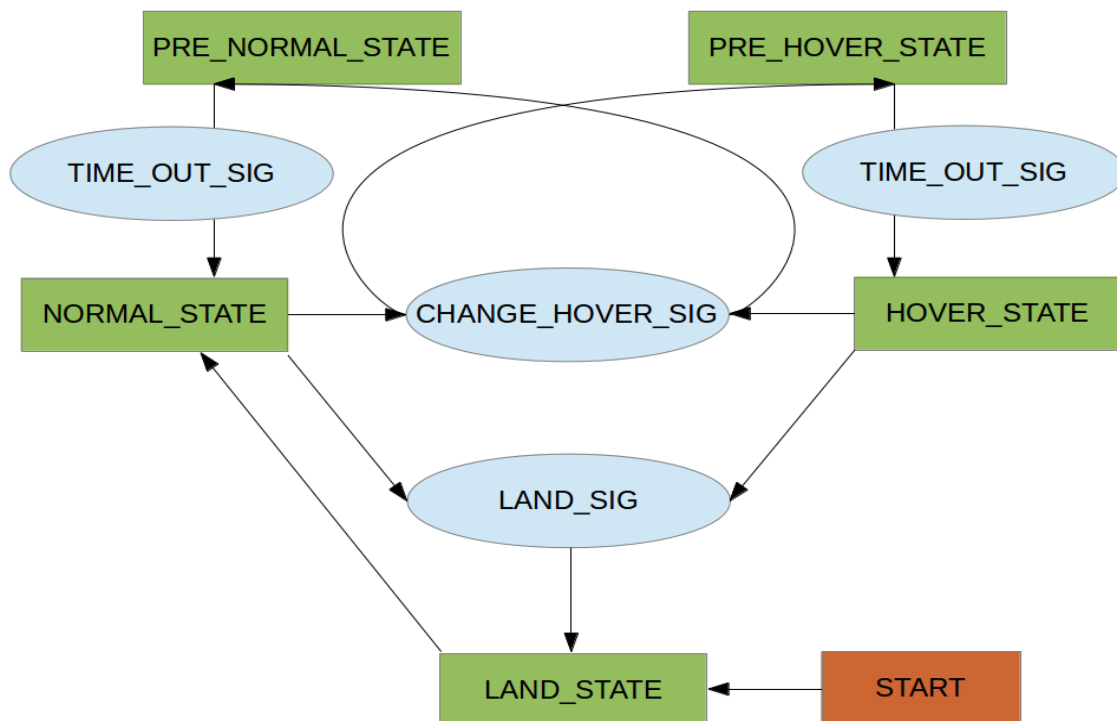 PRE_NORMAL_STATE
PRE_HOVER_STATE
TIME_OUT_SIG
TIME_OUT_SIG
NORMAL_STATE
CHANGE_HOVER_SIG
HOVER_STATE
LAND_SIG
LAND_STATE
START